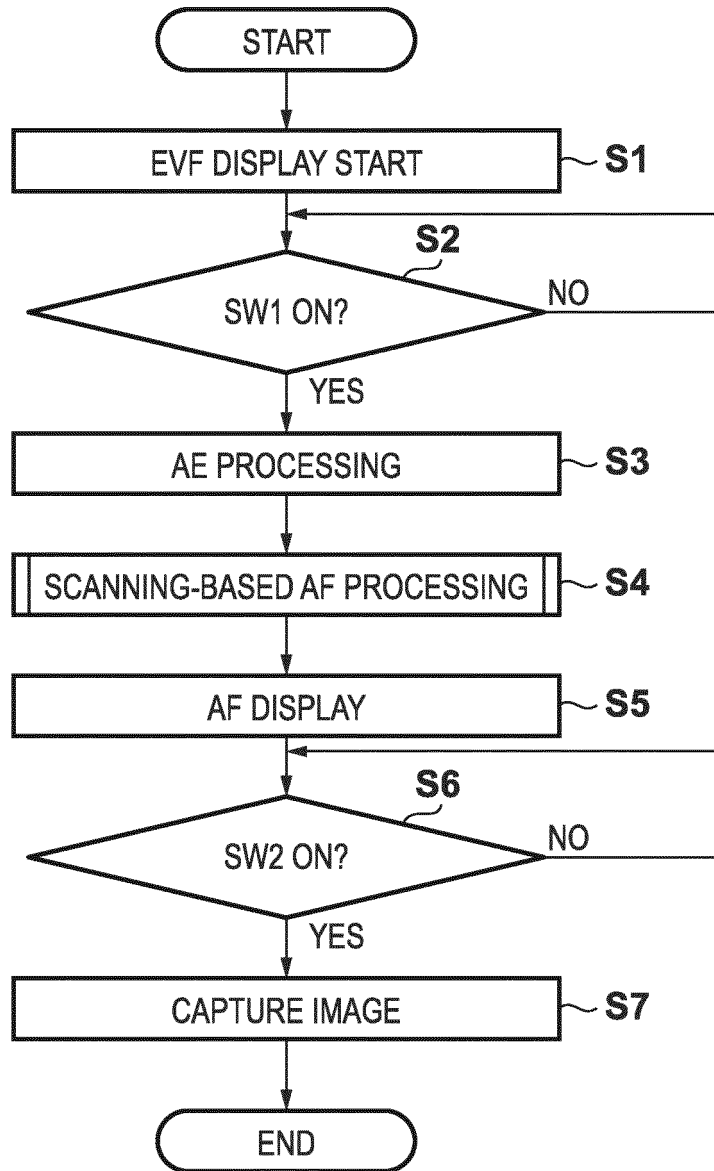 START
EVF DISPLAY START
S1
S2
SW1 ON?
NO
YES
AE PROCESSING
S3
SCANNING-BASED AF PROCESSING
S4
AF DISPLAY
S5
S6
SW2 ON?
NO
YES
CAPTURE IMAGE
S7
END